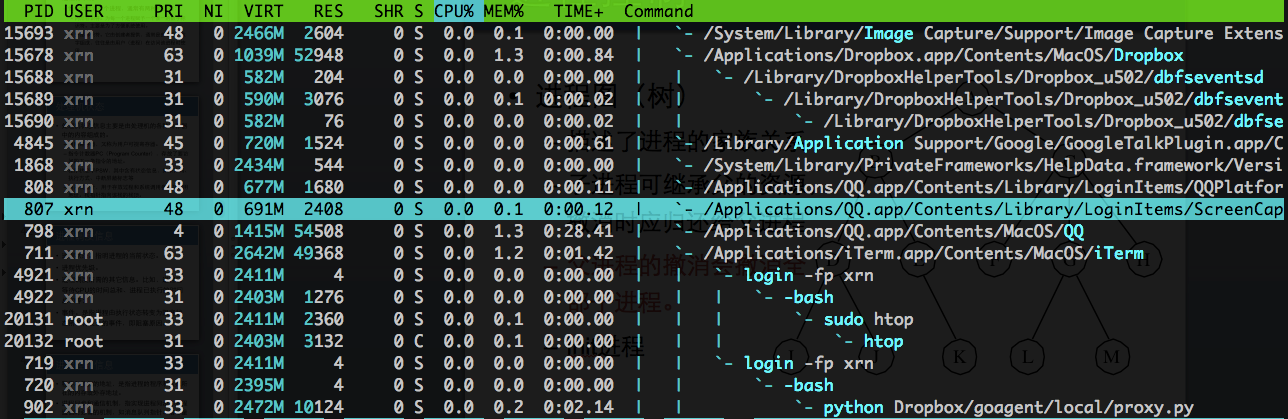 PID USER PRI NI VIRT RES SHR S CPU% MEM% TIME+ Command
15693 xrn 48 0 2466M 2604 0 S 0.0 0.1 0:00.00 | `- /System/Library/Image Capture/Support/Image Capture Extens
15678 xrn 63 0 1039M 52948 0 S 0.0 1.3 0:00.84 | `- /Applications/Dropbox.app/Contents/MacOS/Dropbox
15688 xrn 31 0 582M 204 0 S 0.0 0.0 0:00.00 | | `- /Library/DropboxHelperTools/Dropbox_u502/dbfseventsd
15689 xrn 31 0 590M 3076 0 S 0.0 0.1 0:00.02 | | `- /Library/DropboxHelperTools/Dropbox_u502/dbfsevent
15690 xrn 31 0 582M 76 0 S 0.0 0.0 0:00.02 | | `- /Library/DropboxHelperTools/Dropbox_u502/dbfse
4845 xrn 45 0 720M 1524 0 S 0.0 0.0 0:00.61 | `- /Library/Application Support/Google/GoogleTalkPlugin.app/C
1868 xrn 33 0 2434M 544 0 S 0.0 0.0 0:00.00 | `- /System/Library/PrivateFrameworks/HelpData.framework/Versi
808 xrn 48 0 677M 1680 0 S 0.0 0.0 0:00.11 | `- /Applications/QQ.app/Contents/Library/LoginItems/QQPlatfor
807 xrn 48 0 691M 2408 0 S 0.0 0.1 0:00.12 | `- /Applications/QQ.app/Contents/Library/LoginItems/ScreenCap
798 xrn 4 0 1415M 54508 0 S 0.0 1.3 0:28.41 | `- /Applications/QQ.app/Contents/MacOS/QQ
711 xrn 63 0 2642M 49368 0 S 0.0 1.2 0:01.42 | `- /Applications/iTerm.app/Contents/MacOS/iTerm
4921 xrn 33 0 2411M 4 0 S 0.0 0.0 0:00.00 | | `- login -fp xrn
4922 xrn 31 0 2403M 1276 0 S 0.0 0.0 0:00.00 | | | `- -bash
20131 root 33 0 2411M 2360 0 S 0.0 0.1 0:00.00 | | | `- sudo htop
20132 root 31 0 2403M 3132 0 C 0.0 0.1 0:00.00 | | | `- htop
719 xrn 33 0 2411M 4 0 S 0.0 0.0 0:00.00 | | `- login -fp xrn
720 xrn 31 0 2395M 4 0 S 0.0 0.0 0:00.00 | | `- -bash
902 xrn 33 0 2472M 10124 0 S 0.0 0.2 0:02.14 | | `- python Dropbox/goagent/local/proxy.py
进程图（树）
进程。
J K L M